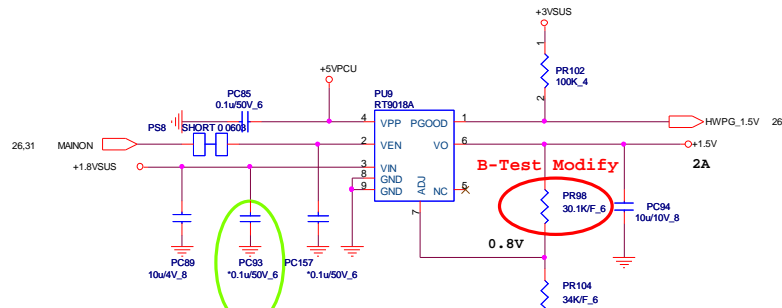 +3VSUS
1
PR102
100K_4
2
+5VPCU
PC85
0.1u/50V_6
PU9
RT9018A
PS8
SHORT 0 0603
26,31
MAINON
4
VPP
PGOOD
1
HWPG_1.5V
26
2
VEN
VO
6
+1.5V
+1.8VSUS
3
VIN
B-Test Modify
2A
8
GND
9
GND
ADJ
NC
5
7
PR98
30.1K/F_6
PC94
10u/10V_8
0.8V
PC89
10u/4V_8
PC93
*0.1u/50V_6
PC157
*0.1u/50V_6
PR104
34K/F_6